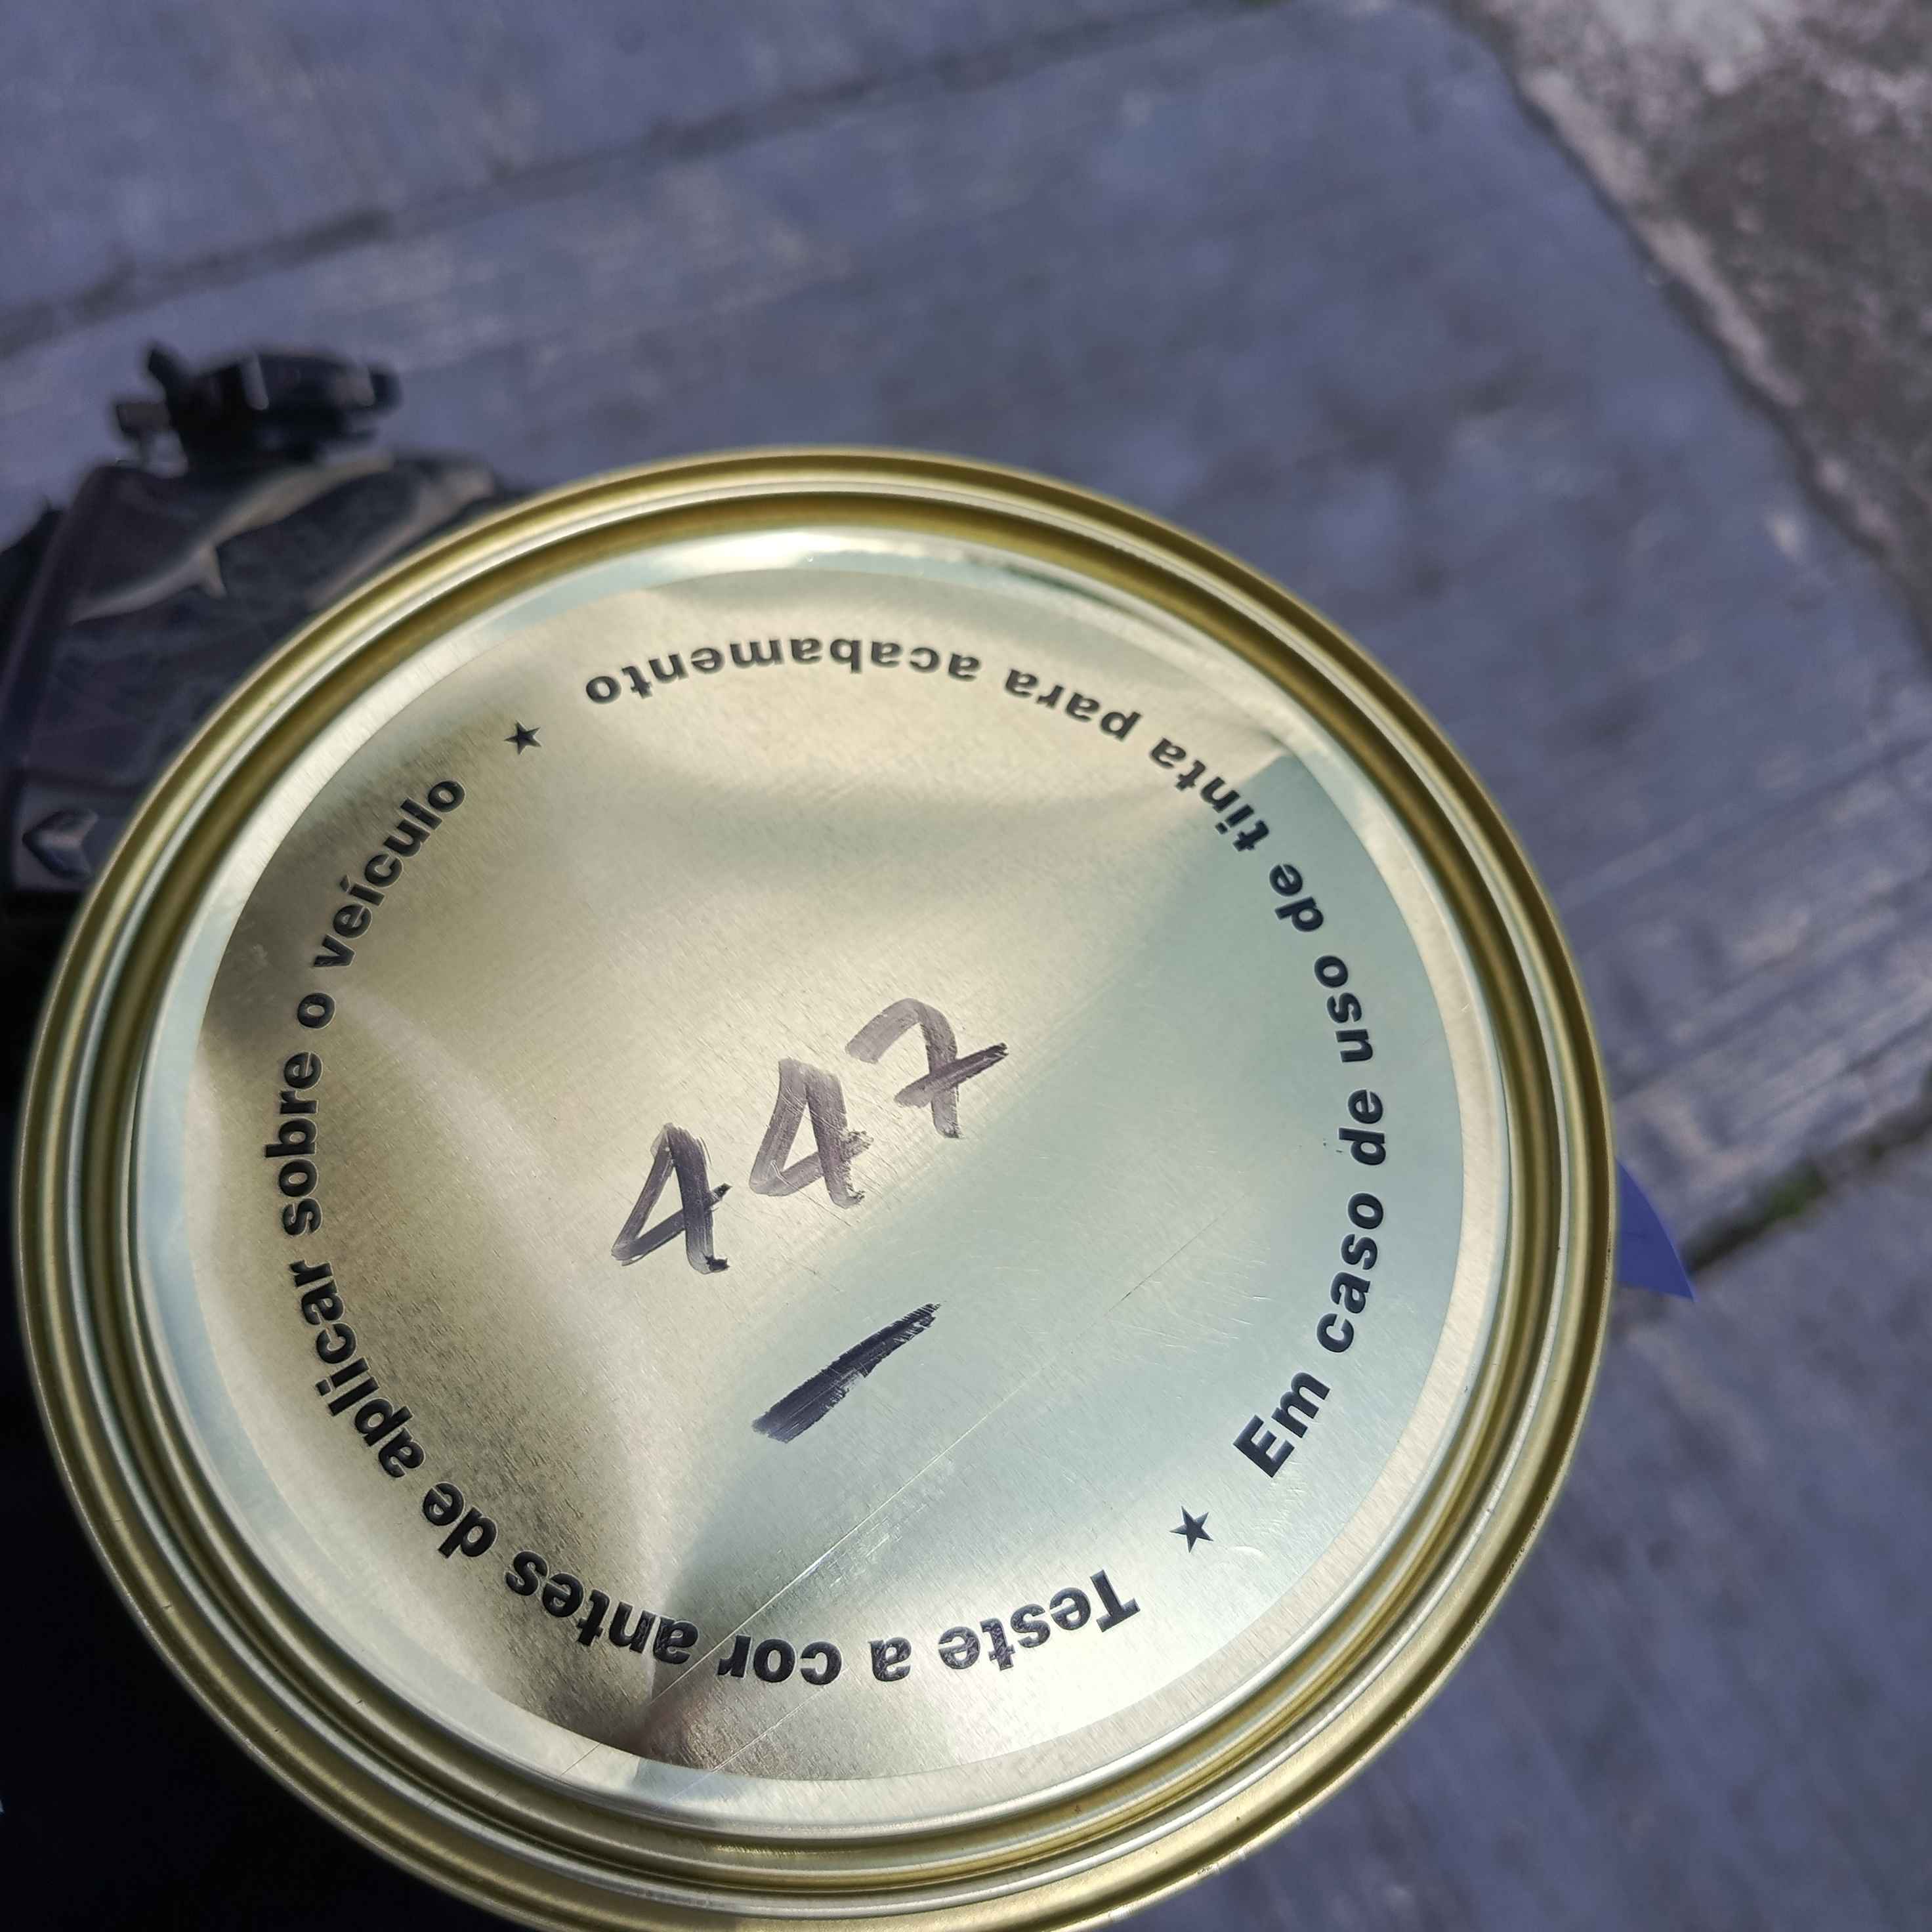 Em caso de uso de tinta para acabamento ★
Teste a cor antes de aplicar sobre o veículo ★
447